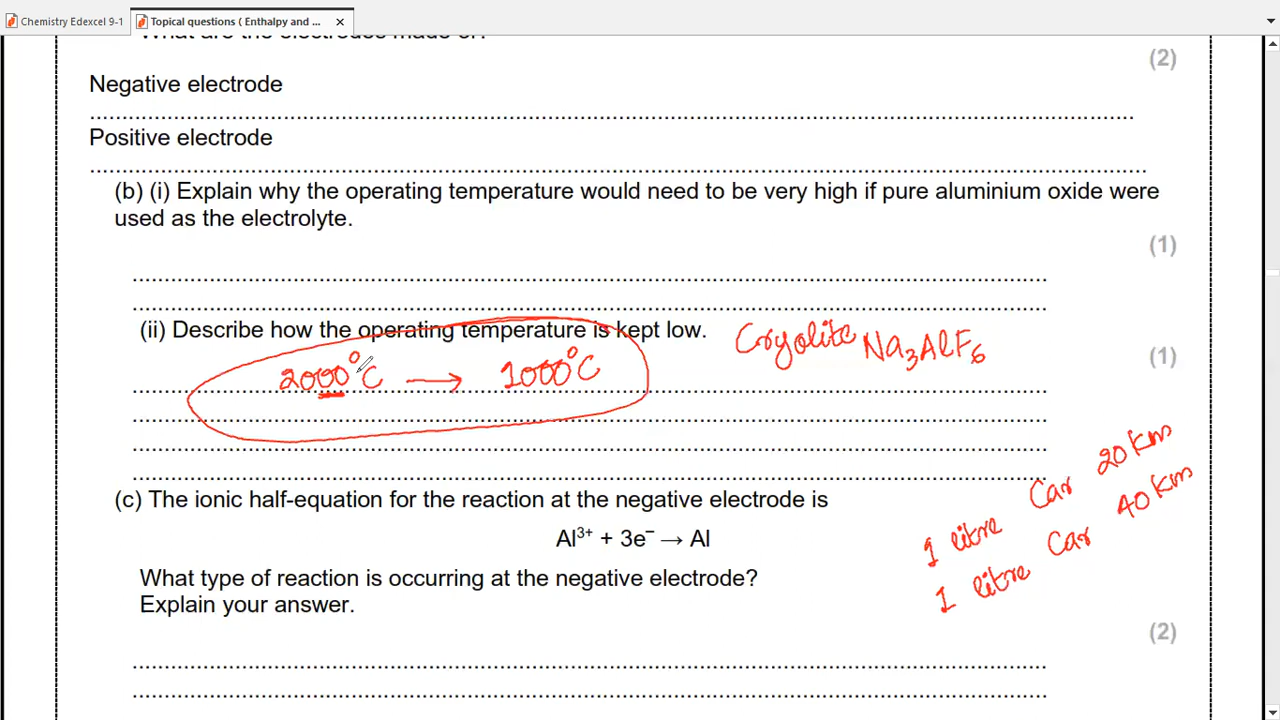 Chemistry Edexcel 9-1
Topical questions ( Enthalpy and ...
What are the electrodes made of?
(2)
Negative electrode
Positive electrode
(b) (i) Explain why the operating temperature would need to be very high if pure aluminium oxide were
used as the electrolyte.
(1)
(ii) Describe how the operating temperature is kept low.
Cryolite Na₃AlF₆
(1)
2000°C → 1000°C
1 litre Car 20 km
1 litre Car 40 km
(c) The ionic half-equation for the reaction at the negative electrode is
Al³⁺ + 3e⁻ → Al
What type of reaction is occurring at the negative electrode?
Explain your answer.
(2)